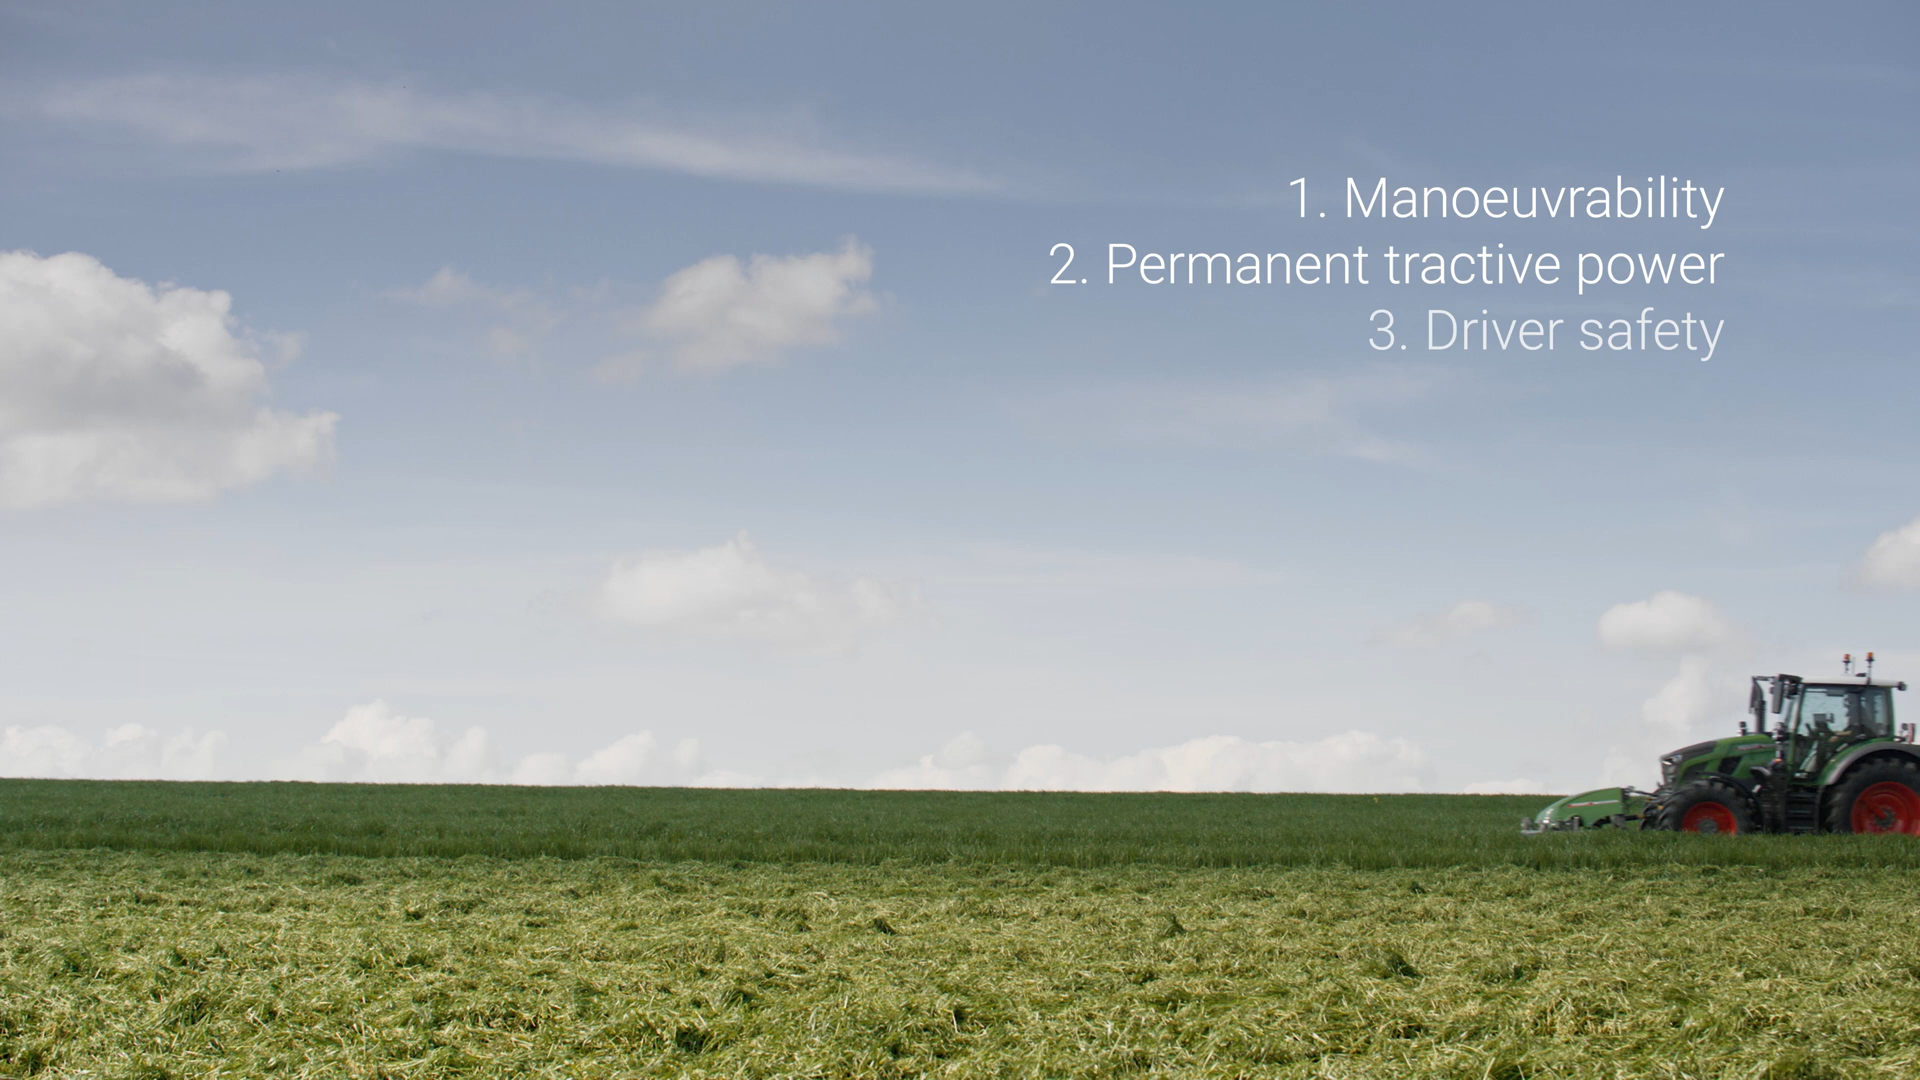 1. Manoeuvrability
2. Permanent tractive power
3. Driver safety